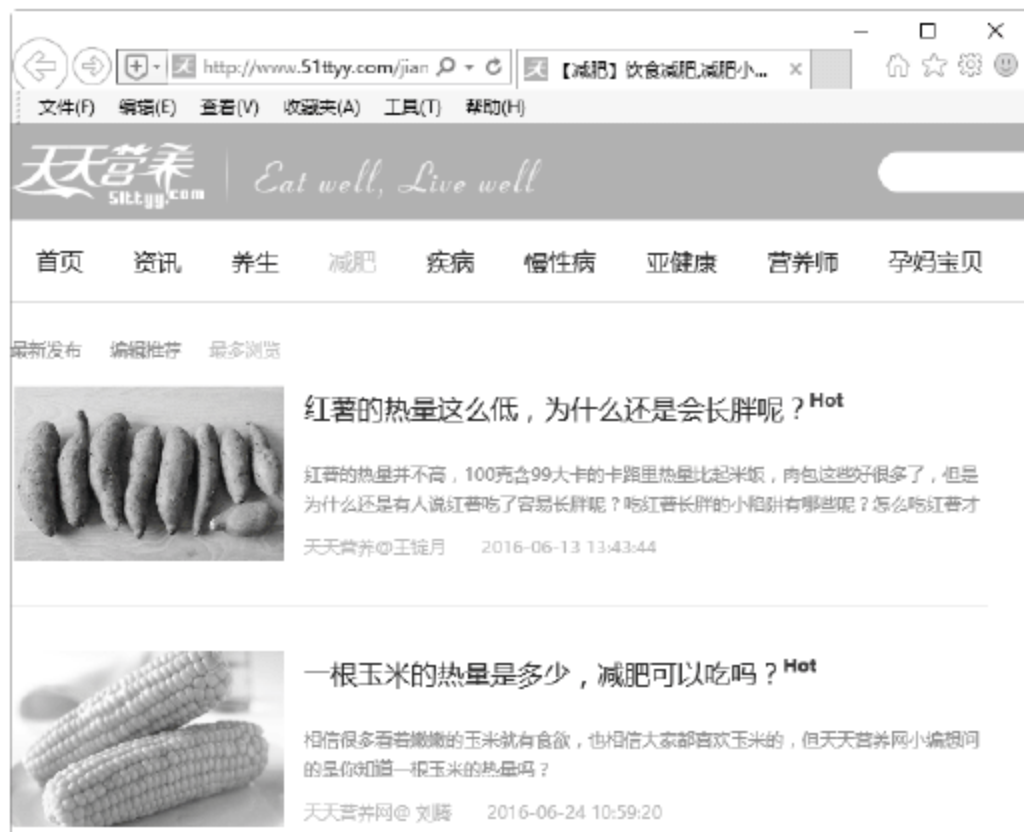 http://www.51ttyy.com/jian
【减肥】饮食减肥,减肥小...
文件(F) 编辑(E) 查看(V) 收藏夹(A) 工具(T) 帮助(H)
天天营养
51ttyy.com
Eat well, Live well
首页 资讯 养生 减肥 疾病 慢性病 亚健康 营养师 孕妈宝贝
最新发布 编辑推荐 最多浏览
红薯的热量这么低，为什么还是会长胖呢？Hot
红薯的热量并不高，100克含99大卡的卡路里热量比起米饭，肉包这些好很多了，但是
为什么还是有人说红薯吃了容易长胖呢？吃红薯长胖的小陷阱有哪些呢？怎么吃红薯才
天天营养@王锭月 2016-06-13 13:43:44
一根玉米的热量是多少，减肥可以吃吗？Hot
相信很多看着嫩嫩的玉米就有食欲，也相信大家都喜欢玉米的，但天天营养网小编想问
的是你知道一根玉米的热量吗？
天天营养网@ 刘腾 2016-06-24 10:59:20